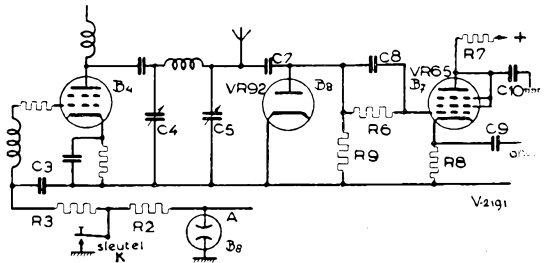 R7
+
C7
C8
B4
VR92
B8
VR65
B7
C10
C4
C5
R6
C9
C3
R9
R8
V-2191
R3
R2
A
sleutel
K
B8